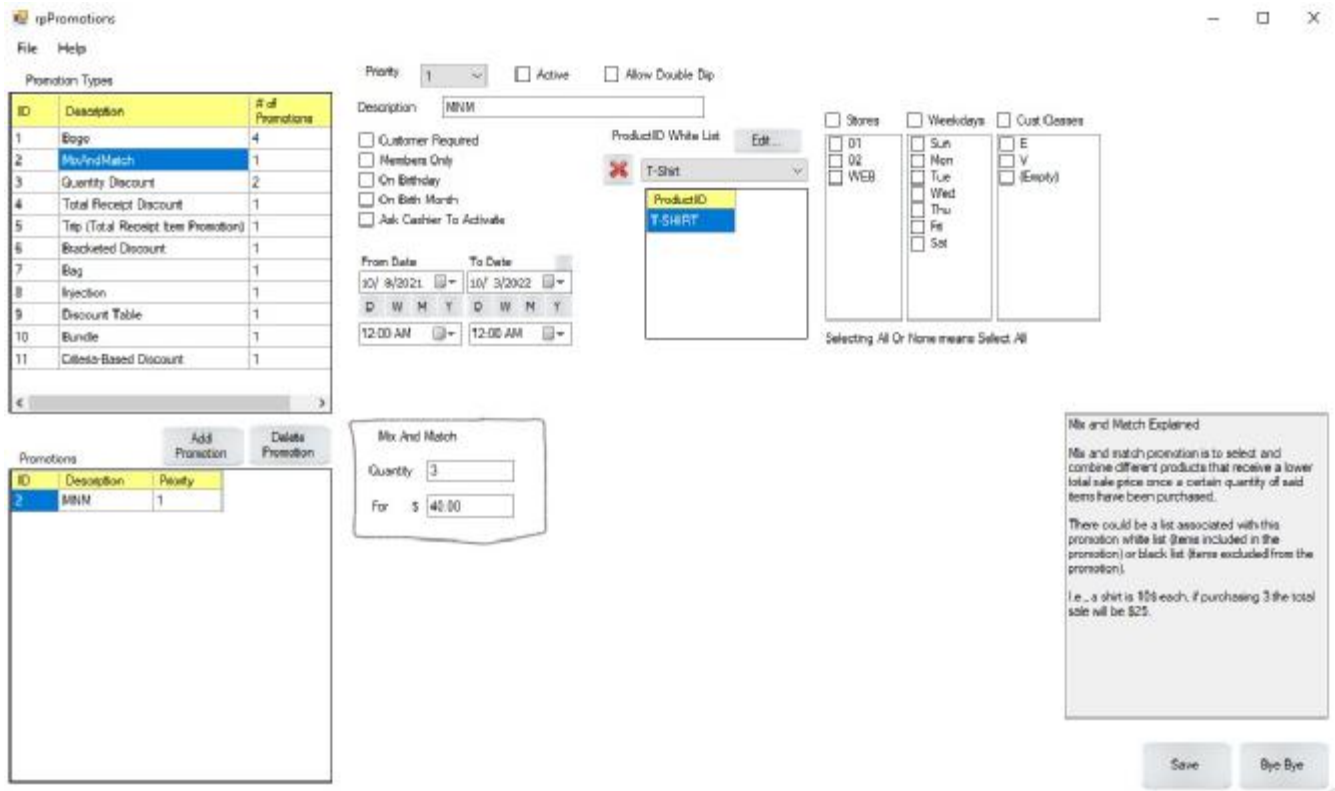 rpPromotions
File Help
Promotion Types
ID Description # of Promotions
1 Bogo 4
2 MixAndMatch 1
3 Quantity Discount 2
4 Total Receipt Discount 1
5 Trip (Total Receipt Item Promotion) 1
6 Bracketed Discount 1
7 Bag 1
8 Injection 1
9 Discount Table 1
10 Bundle 1
11 Criteria-Based Discount 1
Add Promotion
Delete Promotion
Promotions
ID Description Priority
2 MNM 1
Priority 1 Active Allow Double Dip
Description MNM
Customer Required
Members Only
On Birthday
On Birth Month
Ask Cashier To Activate
From Date To Date
10/ 8/2021 10/ 3/2022
D W M Y D W M Y
12:00 AM 12:00 AM
ProductID White List Edit...
T-Shirt
ProductID
T-SHIRT
Stores
01
02
WEB
Weekdays
Sun
Mon
Tue
Wed
Thu
Fri
Sat
Cust Classes
E
V
(Empty)
Selecting All Or None means Select All
Mix And Match
Quantity 3
For $ 40.00
Mix and Match Explained
Mix and match promotion is to select and
combine different products that receive a lower
total sale price once a certain quantity of said
items have been purchased.
There could be a list associated with this
promotion white list (items included in the
promotion) or black list (items excluded from the
promotion).
I.e., a shirt is 10$ each, if purchasing 3 the total
sale will be $25.
Save
Bye Bye